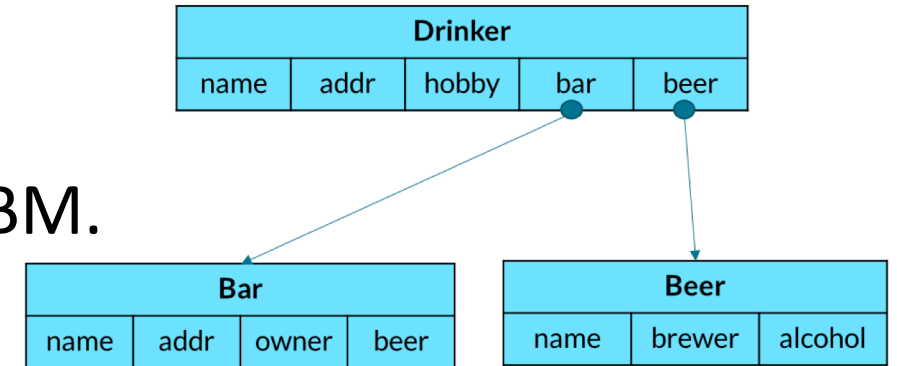 Drinker
name addr hobby bar beer
BM.
Bar
name addr owner beer
Beer
name brewer alcohol